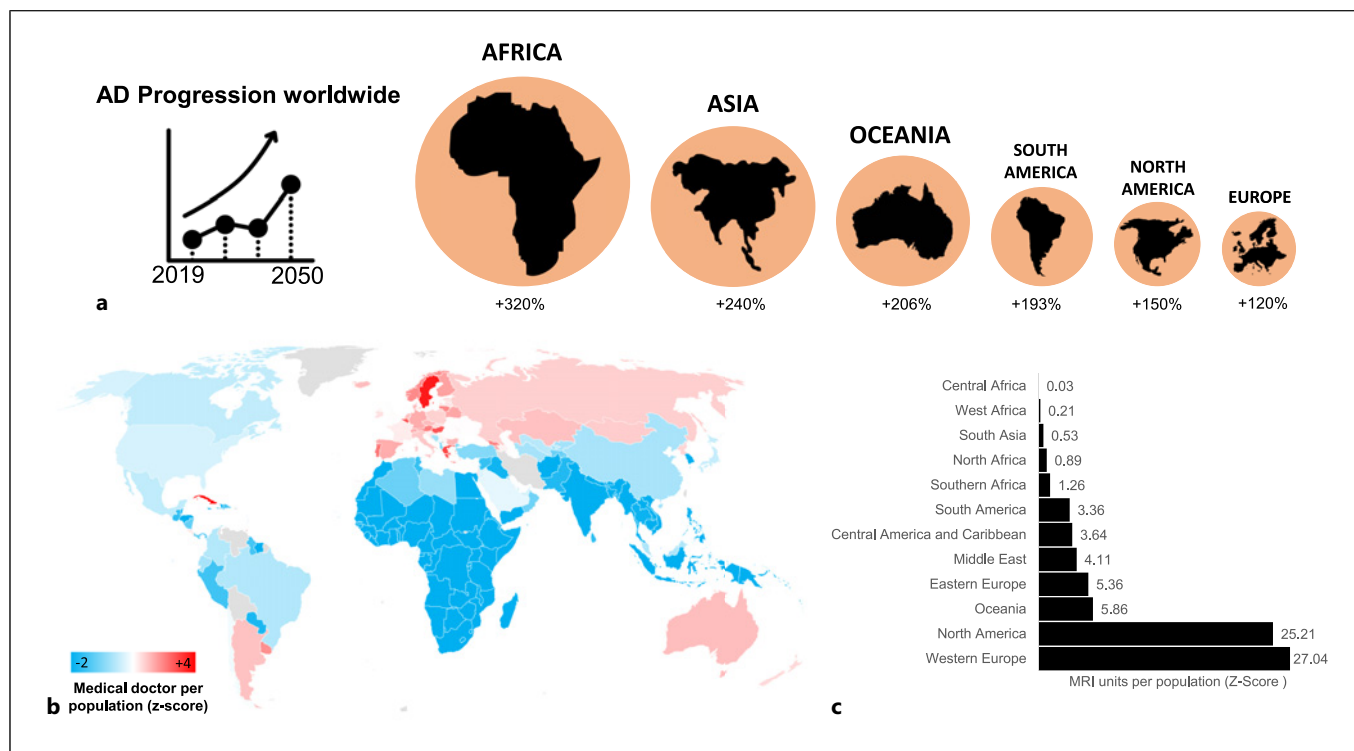 AD Progression worldwide
2019
2050
AFRICA
+320%
ASIA
+240%
OCEANIA
+206%
SOUTH
AMERICA
+193%
NORTH
AMERICA
+150%
EUROPE
+120%
a
-2
+4
Medical doctor per
population (z-score)
b
Central Africa 0.03
West Africa 0.21
South Asia 0.53
North Africa 0.89
Southern Africa 1.26
South America 3.36
Central America and Caribbean 3.64
Middle East 4.11
Eastern Europe 5.36
Oceania 5.86
North America 25.21
Western Europe 27.04
MRI units per population (Z-Score )
c